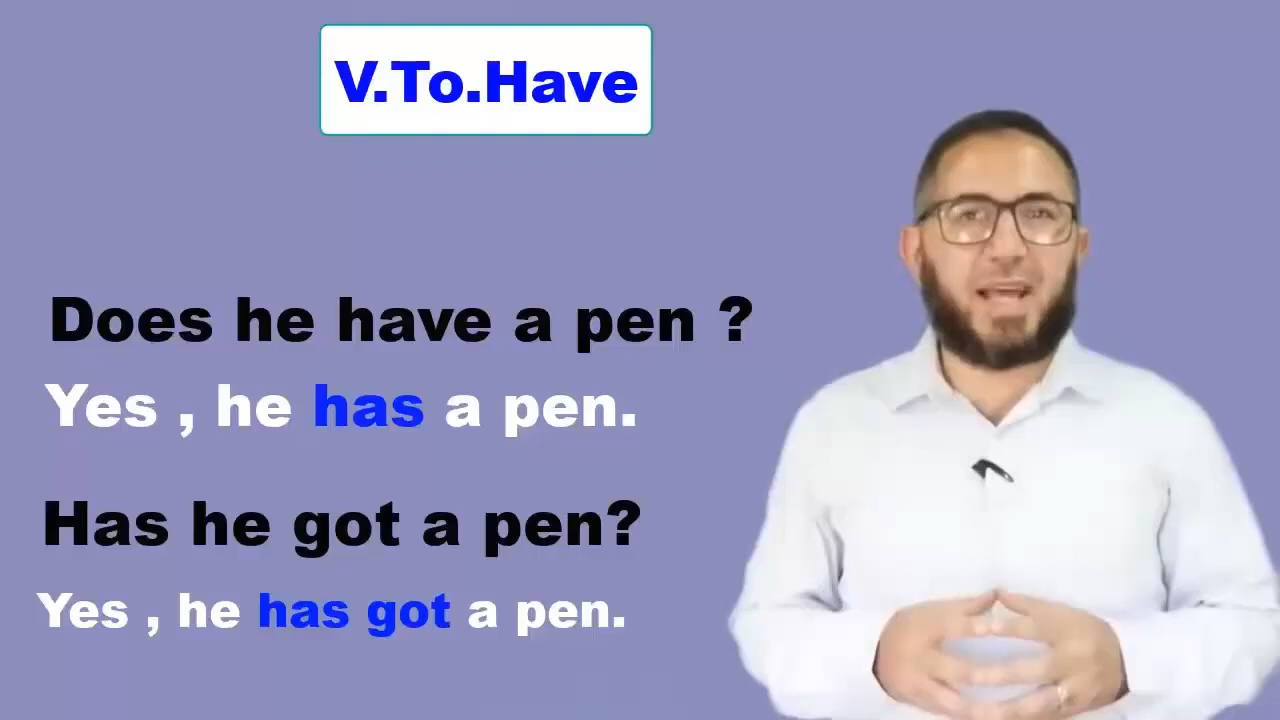 V.To.Have
Does he have a pen ?
Yes , he has a pen.
Has he got a pen?
Yes , he has got a pen.